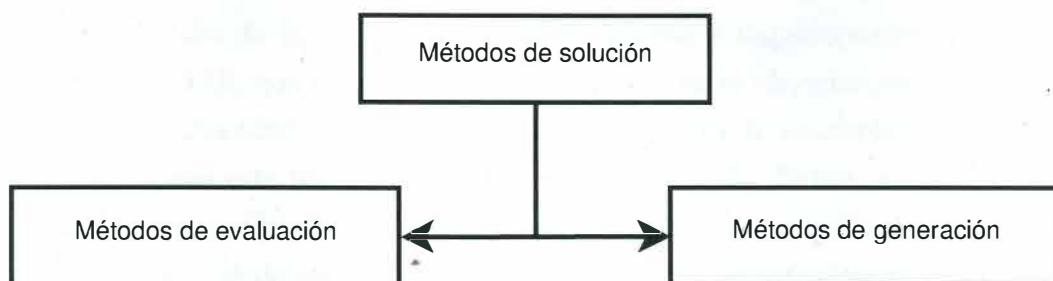 Métodos de solución
Métodos de evaluación
Métodos de generación